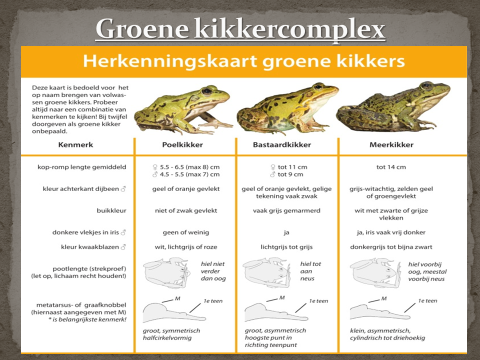 Groene kikkercomplex
Herkenningskaart groene kikkers
Deze kaart is bedoeld voor het
op naam brengen van volwas-
sen groene kikkers. Probeer
altijd naar een combinatie van
kenmerken te kijken! Bij twijfel
doorgeven als groene kikker
onbepaald.
Kenmerk Poelkikker Bastaardkikker Meerkikker
kop-romp lengte gemiddeld ♀ 5.5 - 6.5 (max 8) cm ♀ tot 11 cm tot 14 cm
♂ 4.5 - 5.5 (max 7) cm ♂ tot 9 cm
kleur achterkant dijbeen ♂ geel of oranje gevlekt geel of oranje gevlekt, gelige grijs-witachtig, zelden geel
tekening vaak zwak of groengevlekt
buikkleur niet of zwak gevlekt vaak grijs gemarmerd wit met zwarte of grijze
vlekken
donkere vlekjes in iris ♂ geen of weinig ja ja, iris vaak vrij donker
kleur kwaakblazen ♂ wit, lichtgrijs of roze lichtgrijs tot grijs donkergrijs tot bijna zwart
pootlengte (strekproef)
(let op, lichaam recht houden!)
hiel niet
verder
dan oog
hiel tot
aan
neus
hiel voorbij
oog, meestal
voorbij neus
metatarsus- of graafknobbel
(hiernaast aangegeven met M)
* is belangrijkste kenmerk!
M 1e teen M 1e teen M 1e teen
groot, symmetrisch
halfcirkelvormig
groot, asymmetrisch
hoogste punt in
richting teenpunt
klein, asymmetrisch,
cylindrisch tot driehoekig